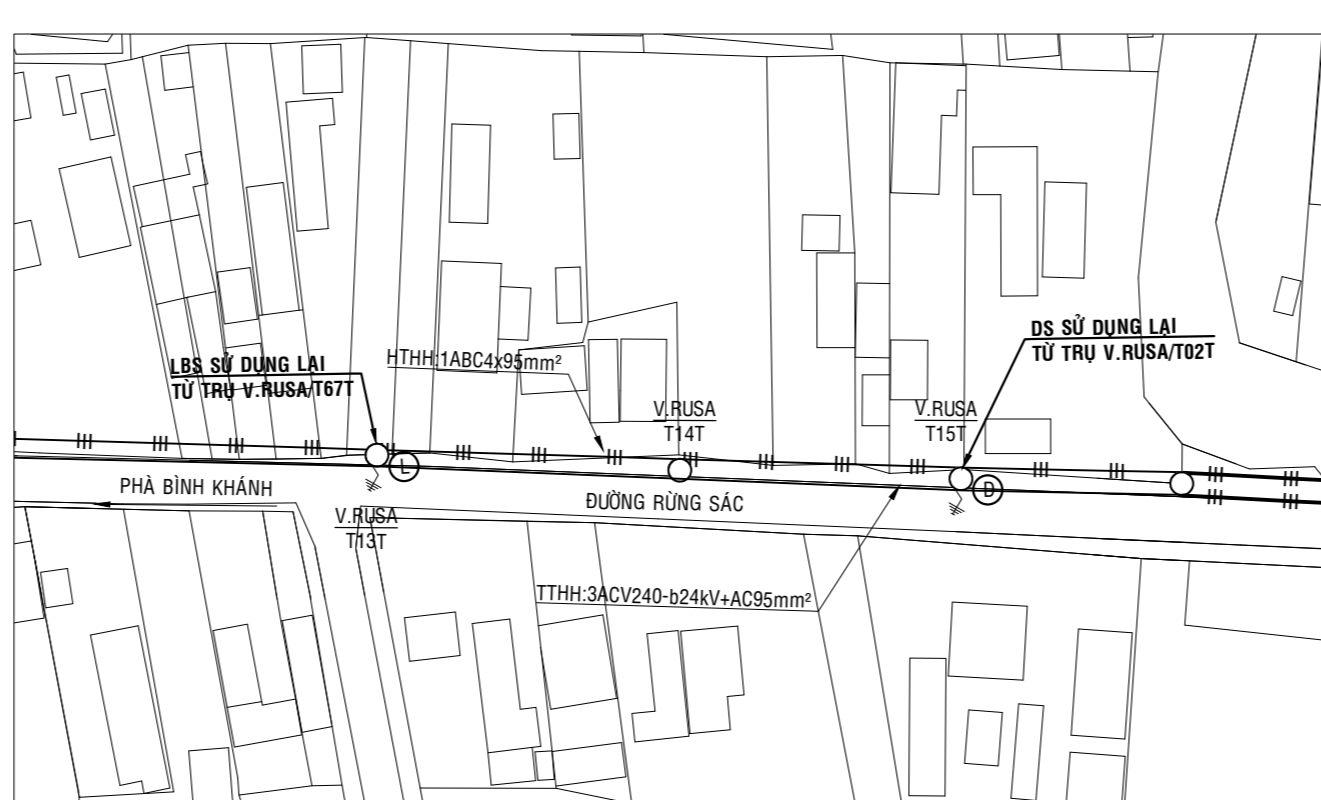 LBS SỬ DỤNG LẠI
TỪ TRỤ V.RUSA/T67T
HTHH:1ABC4x95mm²
DS SỬ DỤNG LẠI
TỪ TRỤ V.RUSA/T02T
V.RUSA
T14T
V.RUSA
T15T
L
D
PHÀ BÌNH KHÁNH
ĐƯỜNG RỪNG SÁC
V.RUSA
T13T
TTHH:3ACV240-b24kV+AC95mm²